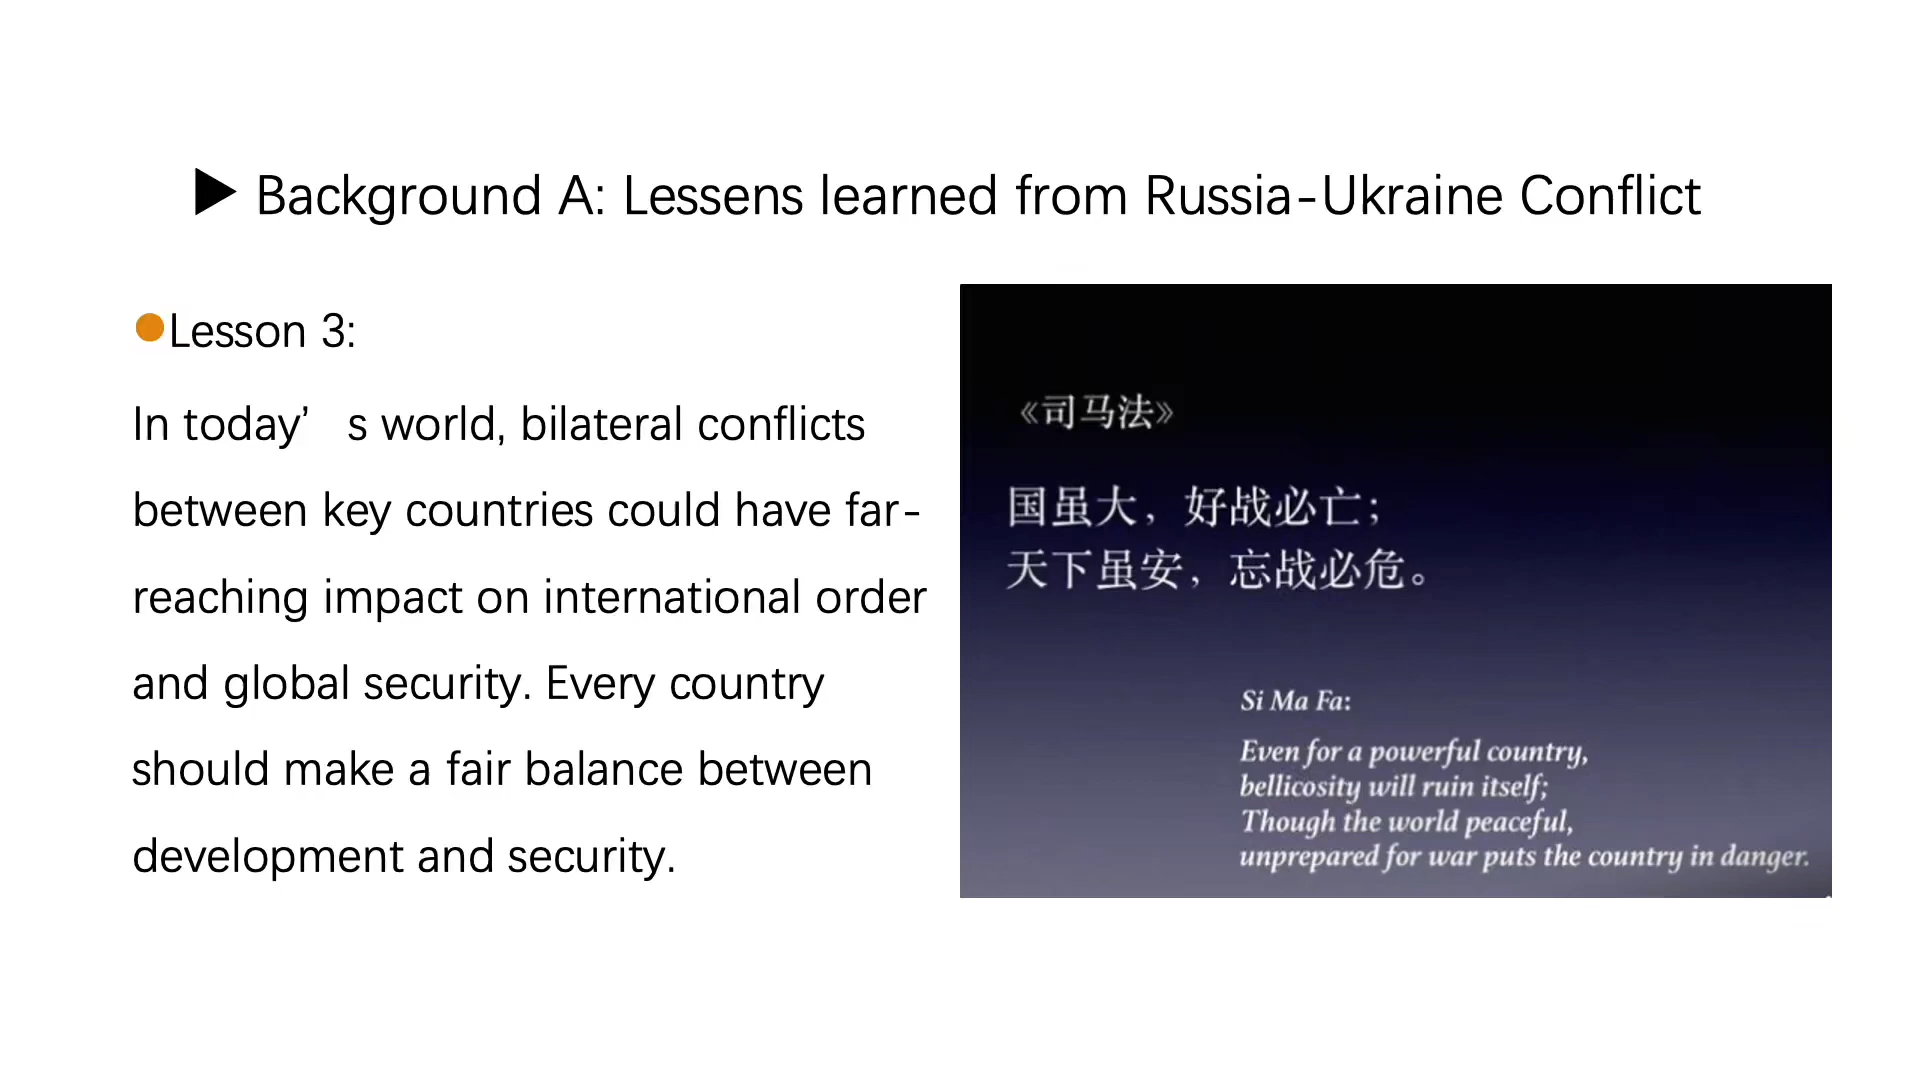 ▶ Background A: Lessens learned from Russia-Ukraine Conflict
●Lesson 3:
In today’ s world, bilateral conflicts
between key countries could have far-
reaching impact on international order
and global security. Every country
should make a fair balance between
development and security.
《司马法》
国虽大，好战必亡；
天下虽安，忘战必危。
Si Ma Fa:
Even for a powerful country,
bellicosity will ruin itself;
Though the world peaceful,
unprepared for war puts the country in danger.